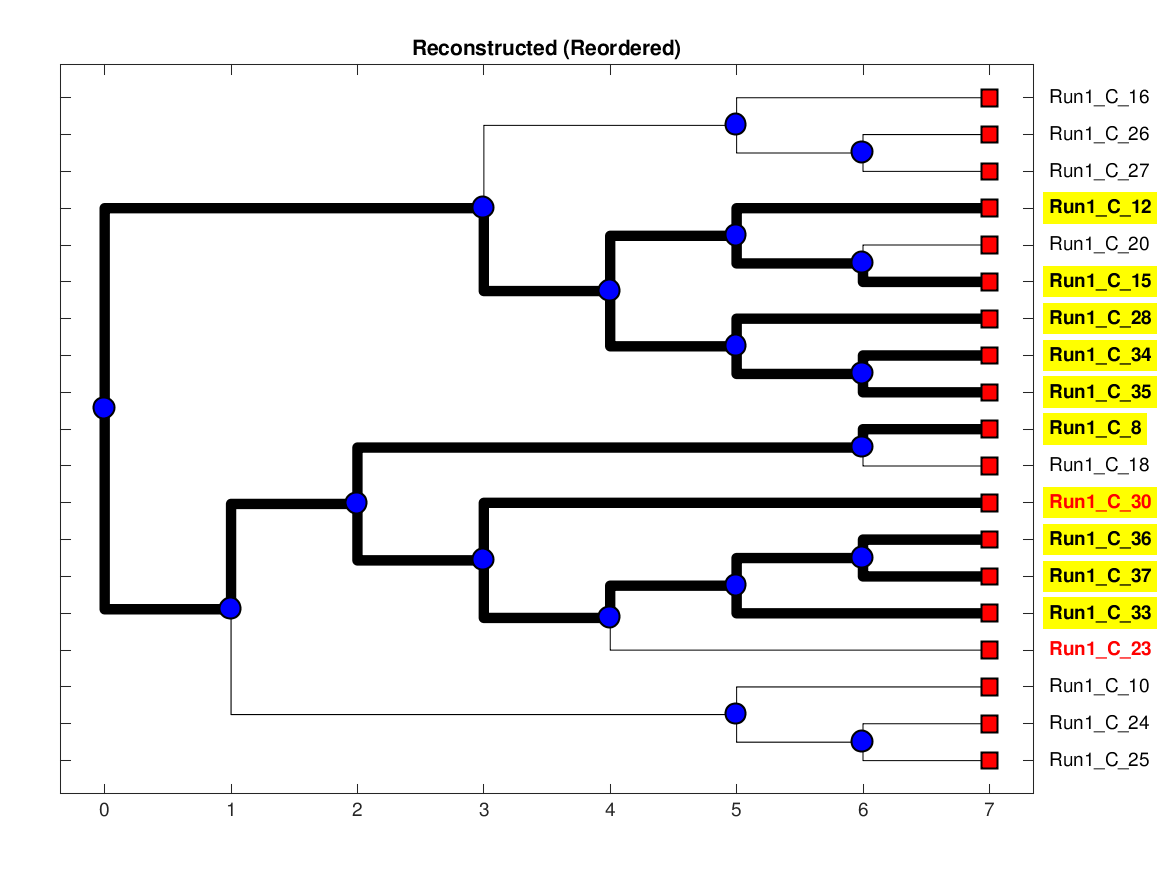 Reconstructed (Reordered)
Run1_C_16
Run1_C_26
Run1_C_27
Run1_C_12
Run1_C_20
Run1_C_15
Run1_C_28
Run1_C_34
Run1_C_35
Run1_C_8
Run1_C_18
Run1_C_30
Run1_C_36
Run1_C_37
Run1_C_33
Run1_C_23
Run1_C_10
Run1_C_24
Run1_C_25
0 1 2 3 4 5 6 7